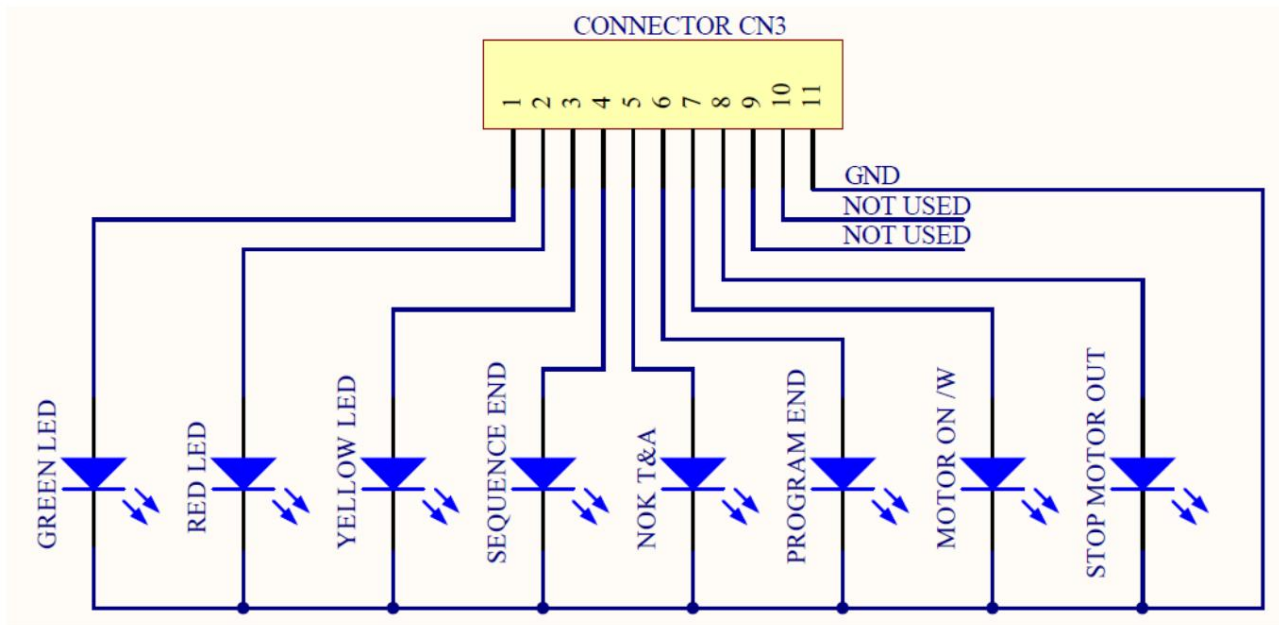 CONNECTOR CN3
1
2
3
4
5
6
7
8
9
10
11
GND
NOT USED
NOT USED
GREEN LED
RED LED
YELLOW LED
SEQUENCE END
NOK T&A
PROGRAM END
MOTOR ON /W
STOP MOTOR OUT